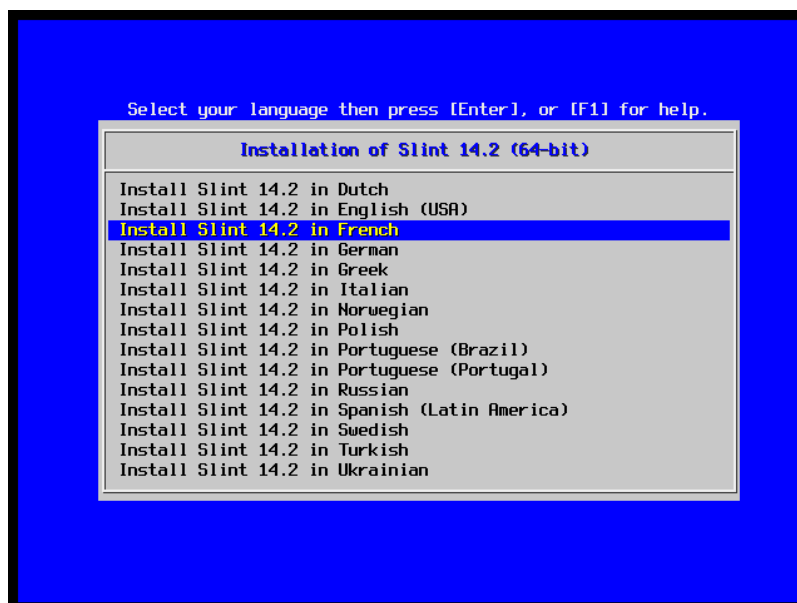 Select your language then press [Enter], or [F1] for help.
Installation of Slint 14.2 (64-bit)
Install Slint 14.2 in Dutch
Install Slint 14.2 in English (USA)
Install Slint 14.2 in French
Install Slint 14.2 in German
Install Slint 14.2 in Greek
Install Slint 14.2 in Italian
Install Slint 14.2 in Norwegian
Install Slint 14.2 in Polish
Install Slint 14.2 in Portuguese (Brazil)
Install Slint 14.2 in Portuguese (Portugal)
Install Slint 14.2 in Russian
Install Slint 14.2 in Spanish (Latin America)
Install Slint 14.2 in Swedish
Install Slint 14.2 in Turkish
Install Slint 14.2 in Ukrainian